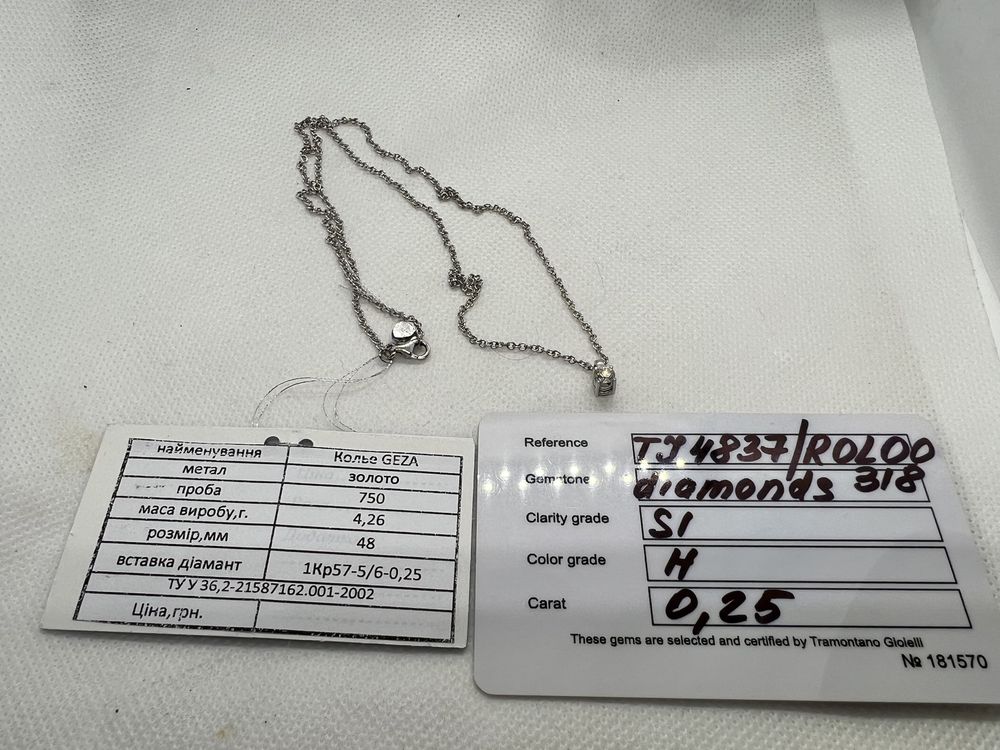 найменування Колье GEZA
метал золото
проба 750
маса виробу,г. 4,26
розмір,мм 48
вставка діамант 1Кр57-5/6-0,25
ТУ У 36,2-21587162.001-2002
Ціна,грн.
Reference TJ4837/ROLOO
Gemstone diamonds 318
Clarity grade SI
Color grade H
Carat 0,25
These gems are selected and certified by Tramontano Gioielli
№ 181570